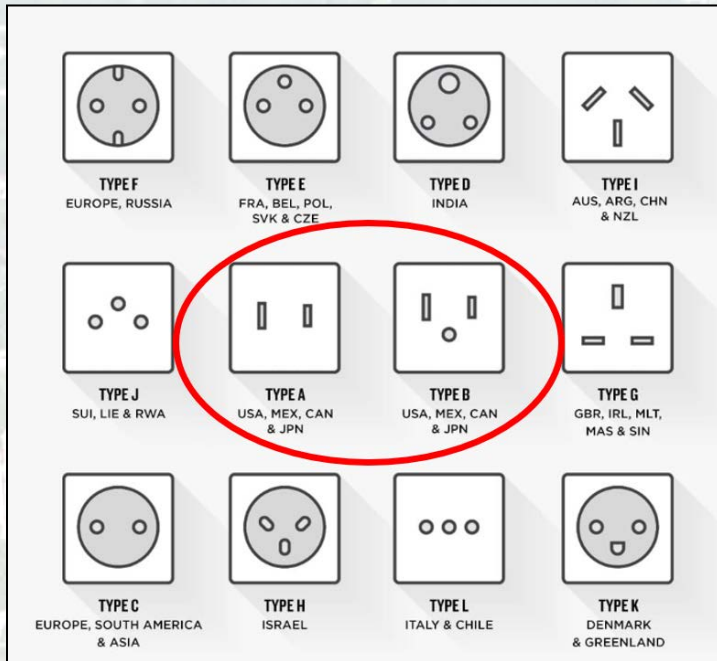 TYPE F
EUROPE, RUSSIA
TYPE E
FRA, BEL, POL,
SVK & CZE
TYPE D
INDIA
TYPE I
AUS, ARG, CHN
& NZL
TYPE J
SUI, LIE & RWA
TYPE A
USA, MEX, CAN
& JPN
TYPE B
USA, MEX, CAN
& JPN
TYPE G
GBR, IRL, MLT,
MAS & SIN
TYPE C
EUROPE, SOUTH AMERICA
& ASIA
TYPE H
ISRAEL
TYPE L
ITALY & CHILE
TYPE K
DENMARK
& GREENLAND